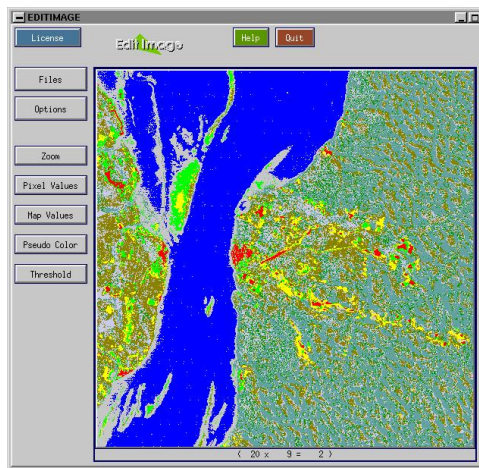 EDITIMAGE
License
EditImage
Help
Quit
Files
Options
Zoom
Pixel Values
Map Values
Pseudo Color
Threshold
( 20 x 9 = 2 )